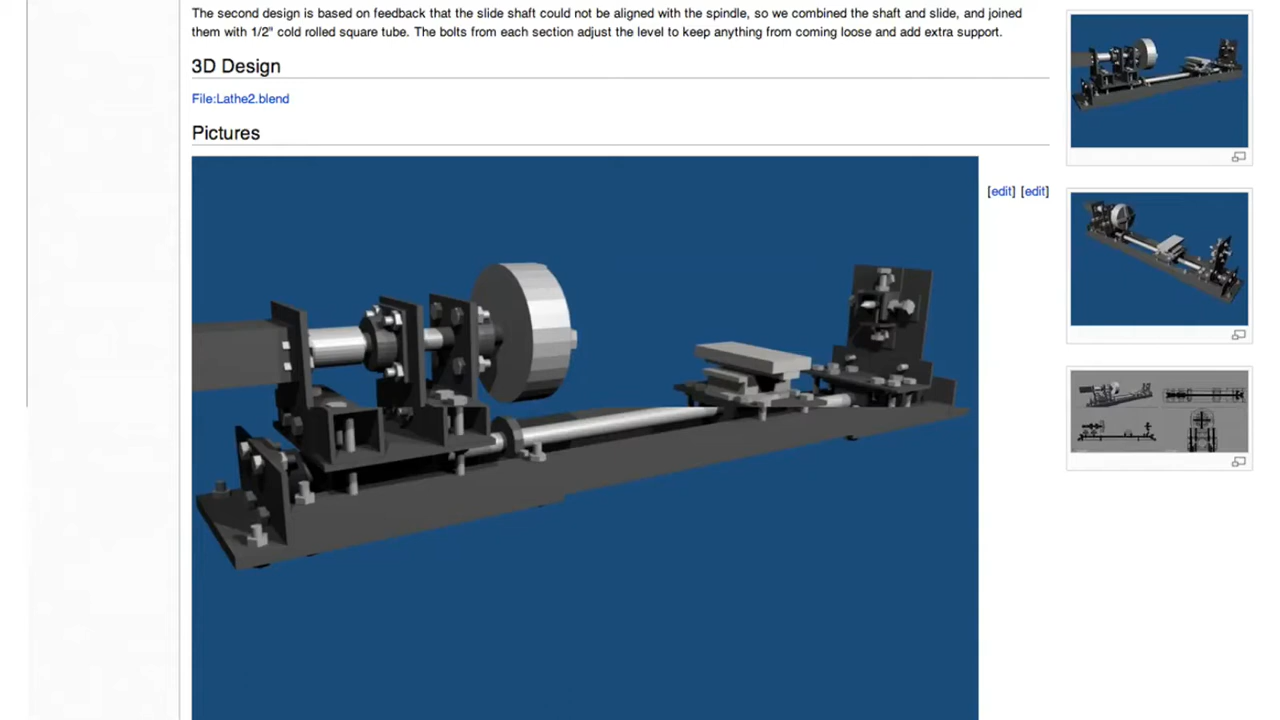 The second design is based on feedback that the slide shaft could not be aligned with the spindle, so we combined the shaft and slide, and joined
them with 1/2" cold rolled square tube. The bolts from each section adjust the level to keep anything from coming loose and add extra support.
3D Design
File:Lathe2.blend
Pictures
[edit] [edit]